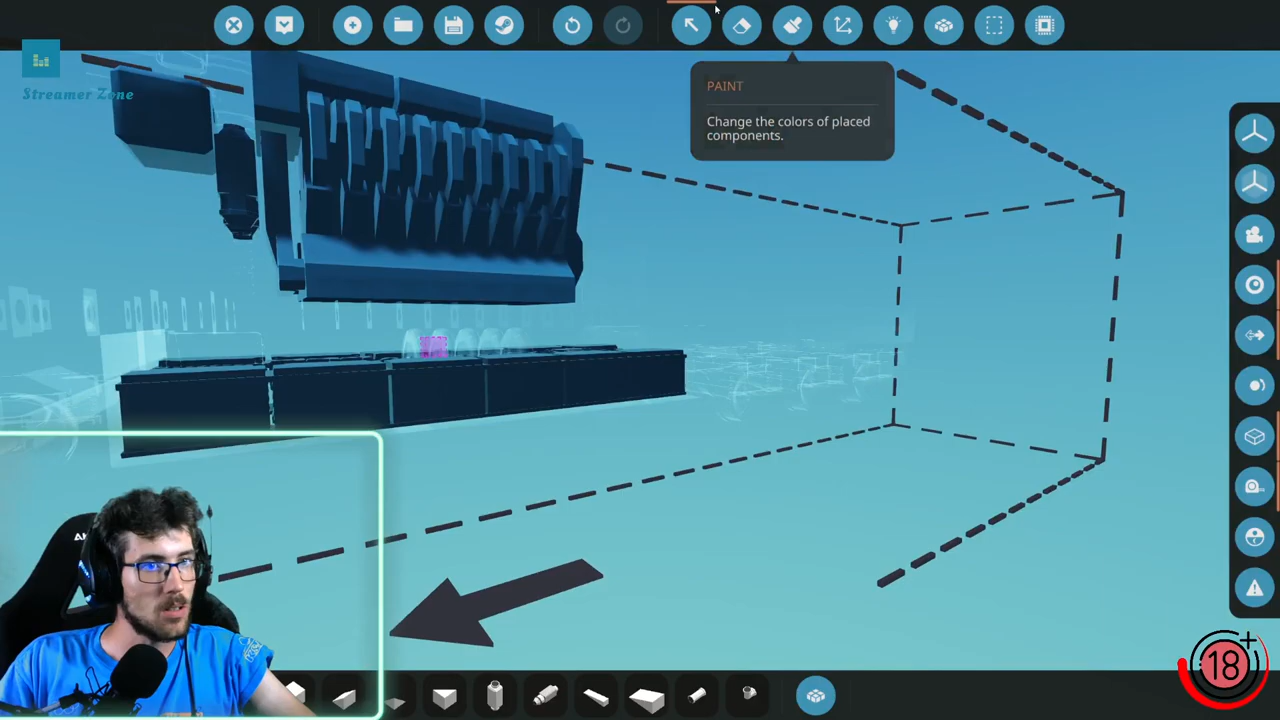 Streamer Zone
PAINT
Change the colors of placed
components.
18+